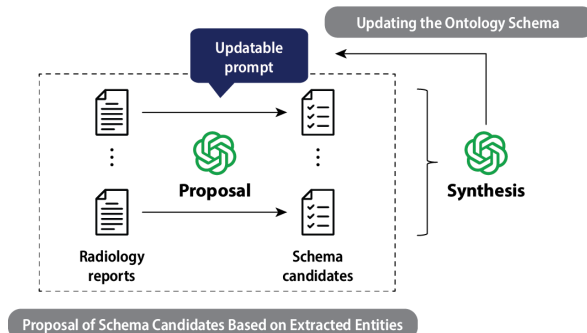 Updating the Ontology Schema
Updatable
prompt
Proposal
Synthesis
Radiology
reports
Schema
candidates
Proposal of Schema Candidates Based on Extracted Entities